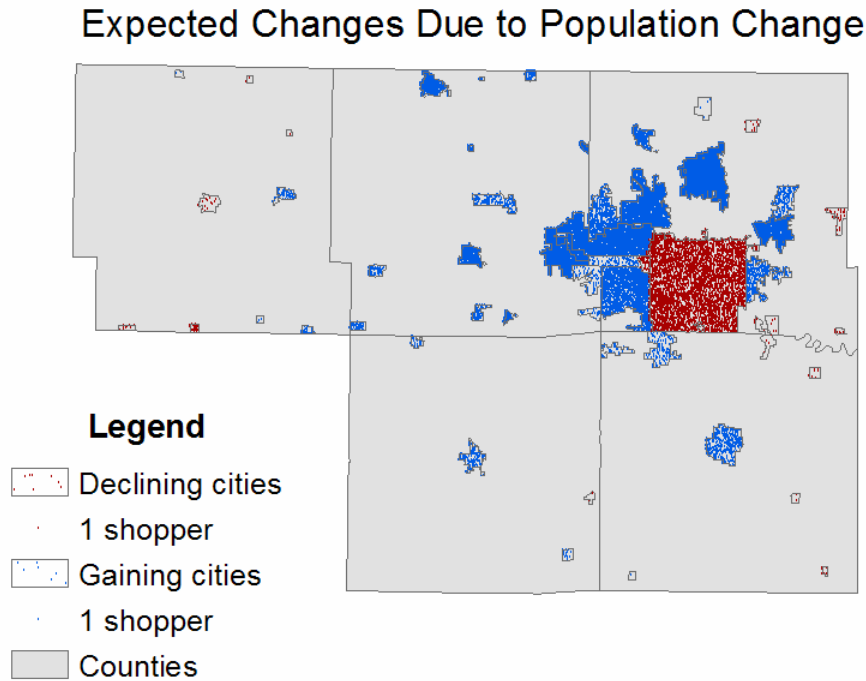 Expected Changes Due to Population Change
Legend
Declining cities
1 shopper
Gaining cities
1 shopper
Counties